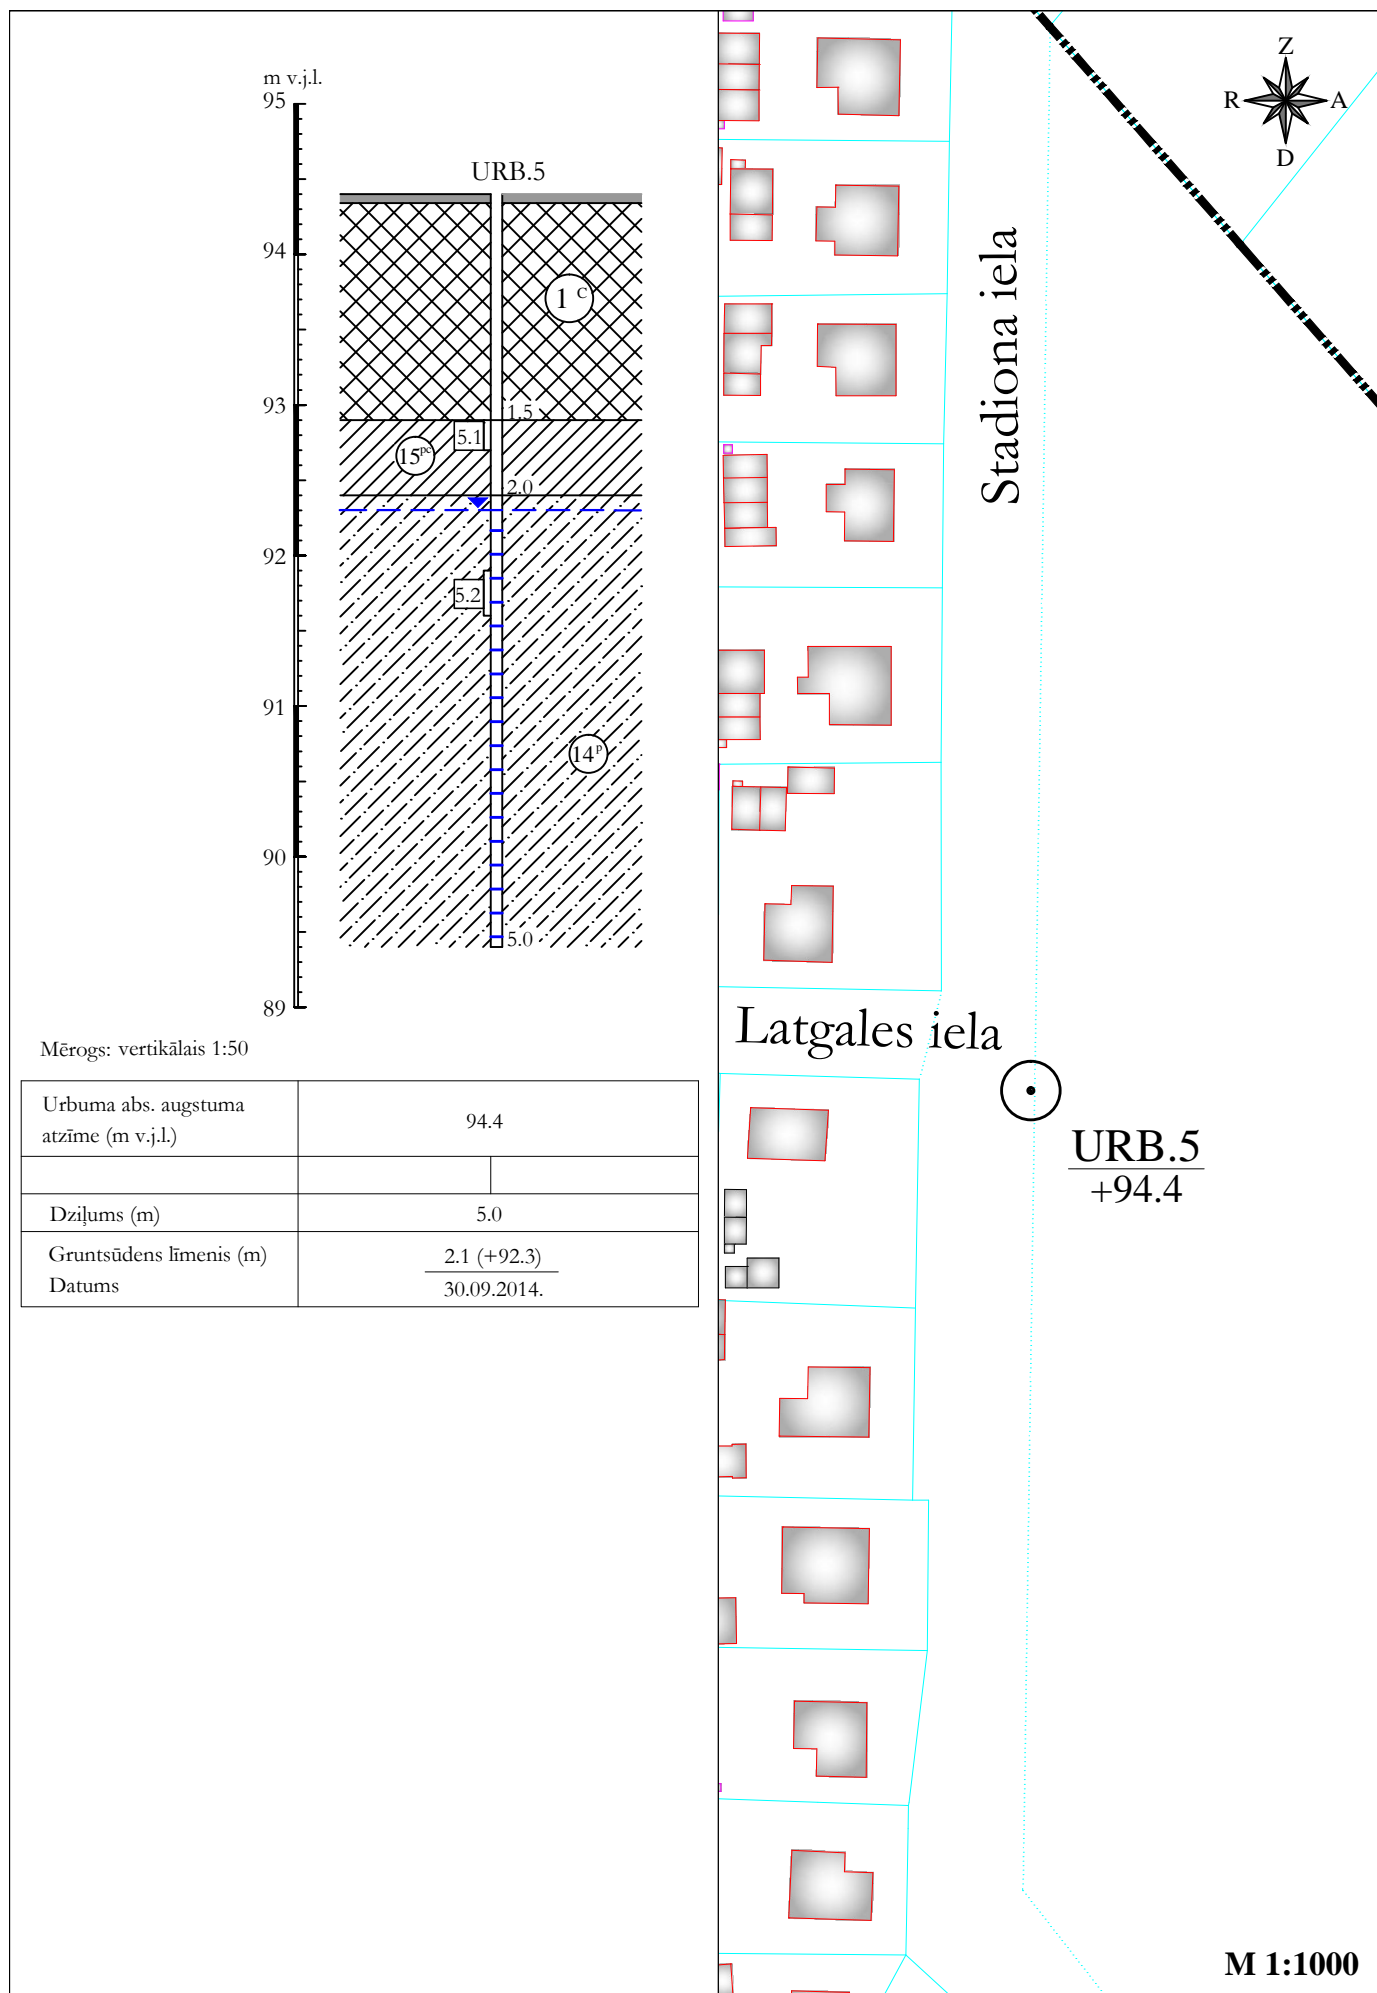 m v.j.l.
95
94
93
92
91
90
89
URB.5
1 C
1.5
5.1
15pc
2.0
5.2
14p
5.0
Mērogs: vertikālais 1:50
Urbuma abs. augstuma
atzīme (m v.j.l.)
94.4
Dziļums (m)
5.0
Gruntsūdens līmenis (m)
Datums
2.1 (+92.3)
30.09.2014.
Z
R
A
D
Stadiona iela
Latgales iela
URB.5
+94.4
M 1:1000